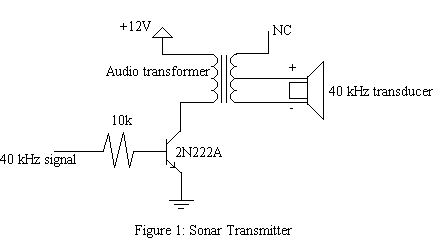 +12V
NC
Audio transformer
+
40 kHz transducer
-
10k
2N222A
40 kHz signal
Figure 1: Sonar Transmitter